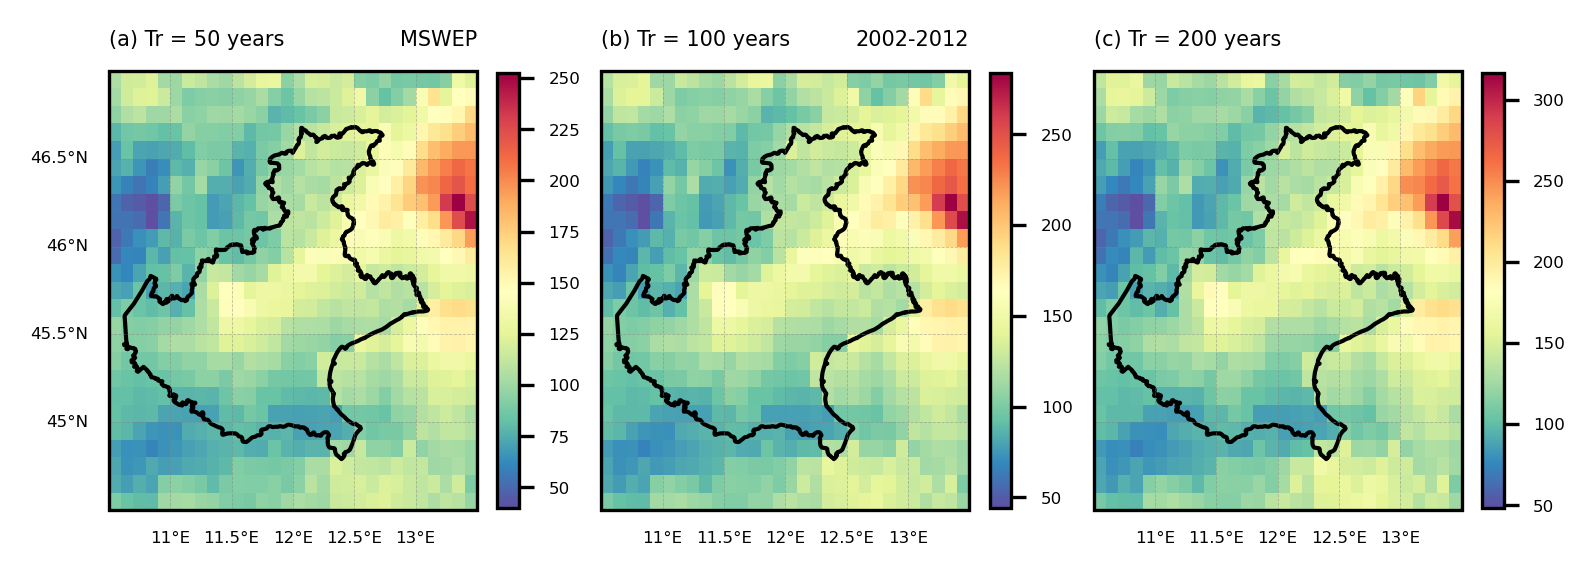 (a) Tr = 50 years MSWEP
(b) Tr = 100 years 2002-2012
(c) Tr = 200 years
46.5°N
46°N
45.5°N
45°N
11°E 11.5°E 12°E 12.5°E 13°E
250
225
200
175
150
125
100
75
50
11°E 11.5°E 12°E 12.5°E 13°E
250
200
150
100
50
11°E 11.5°E 12°E 12.5°E 13°E
300
250
200
150
100
50